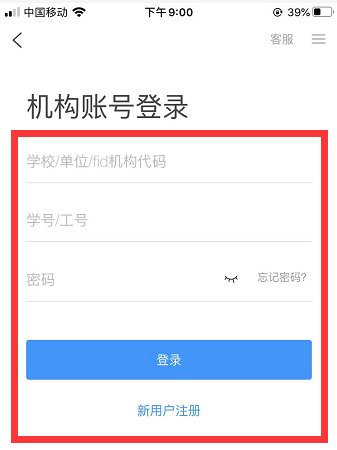 中国移动 下午9:00 39%
客服
机构账号登录
学校/单位/fid机构代码
学号/工号
密码 忘记密码?
登录
新用户注册